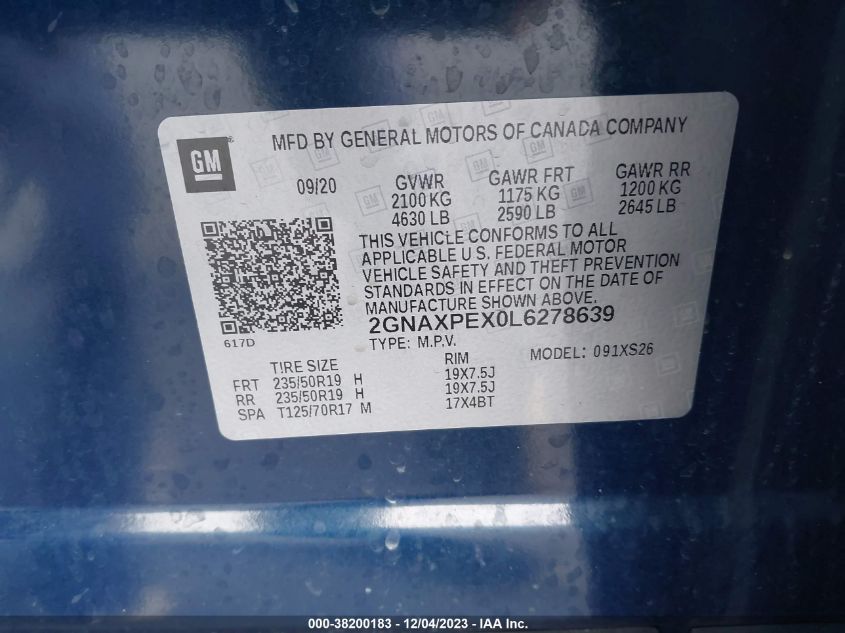 GM
MFD BY GENERAL MOTORS OF CANADA COMPANY
09/20
GVWR
2100 KG
4630 LB
GAWR FRT
1175 KG
2590 LB
GAWR RR
1200 KG
2645 LB
THIS VEHICLE CONFORMS TO ALL
APPLICABLE U.S. FEDERAL MOTOR
VEHICLE SAFETY AND THEFT PREVENTION
STANDARDS IN EFFECT ON THE DATE OF
MANUFACTURE SHOWN ABOVE.
2GNAXPEX0L6278639
617D
TYPE: M.P.V.
MODEL: 091XS26
TIRE SIZE RIM
FRT 235/50R19 H 19X7.5J
RR 235/50R19 H 19X7.5J
SPA T125/70R17 M 17X4BT
000-38200183 - 12/04/2023 - IAA Inc.